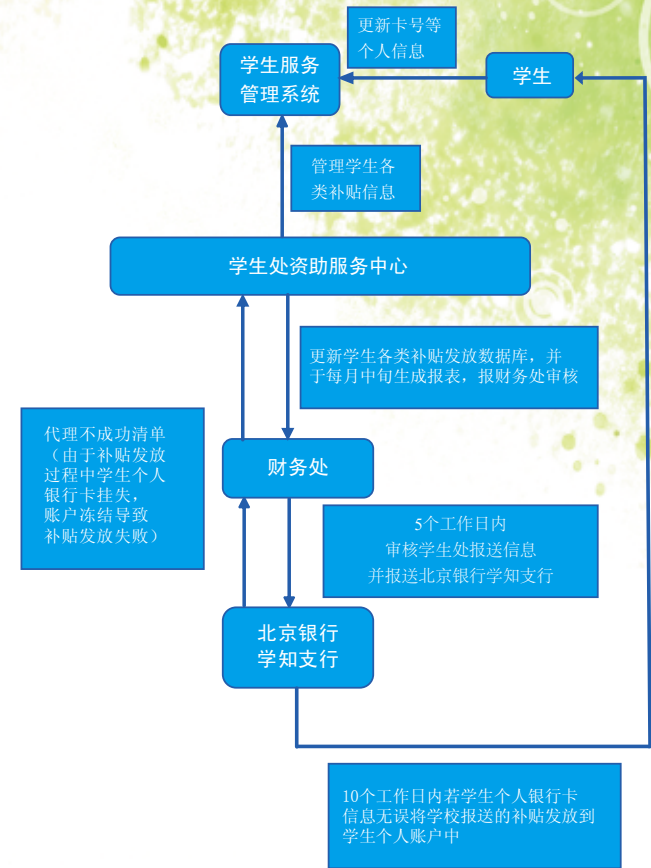 更新卡号等
个人信息
学生服务
管理系统
学生
管理学生各
类补贴信息
学生处资助服务中心
更新学生各类补贴发放数据库，并
于每月中旬生成报表，报财务处审核
代理不成功清单
（由于补贴发放
过程中学生个人
银行卡挂失，
账户冻结导致
补贴发放失败）
财务处
5个工作日内
审核学生处报送信息
并报送北京银行学知支行
北京银行
学知支行
10个工作日内若学生个人银行卡
信息无误将学校报送的补贴发放到
学生个人账户中